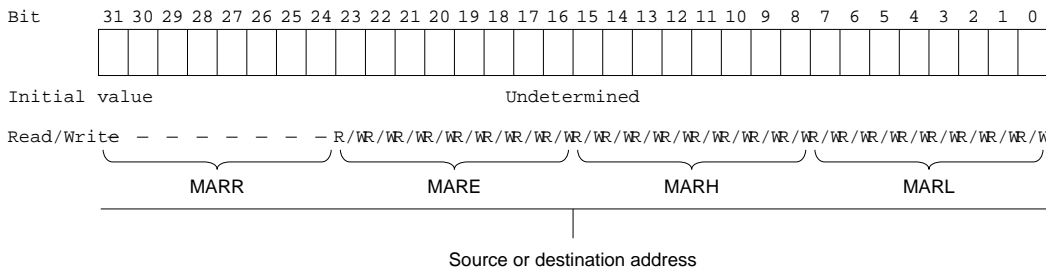 Bit 31 30 29 28 27 26 25 24 23 22 21 20 19 18 17 16 15 14 13 12 11 10 9 8 7 6 5 4 3 2 1 0
Initial value Undetermined
Read/Write — — — — — — — — R/W R/W R/W R/W R/W R/W R/W R/W R/W R/W R/W R/W R/W R/W R/W R/W R/W R/W R/W R/W R/W R/W R/W R/W
MARR MARE MARH MARL
Source or destination address